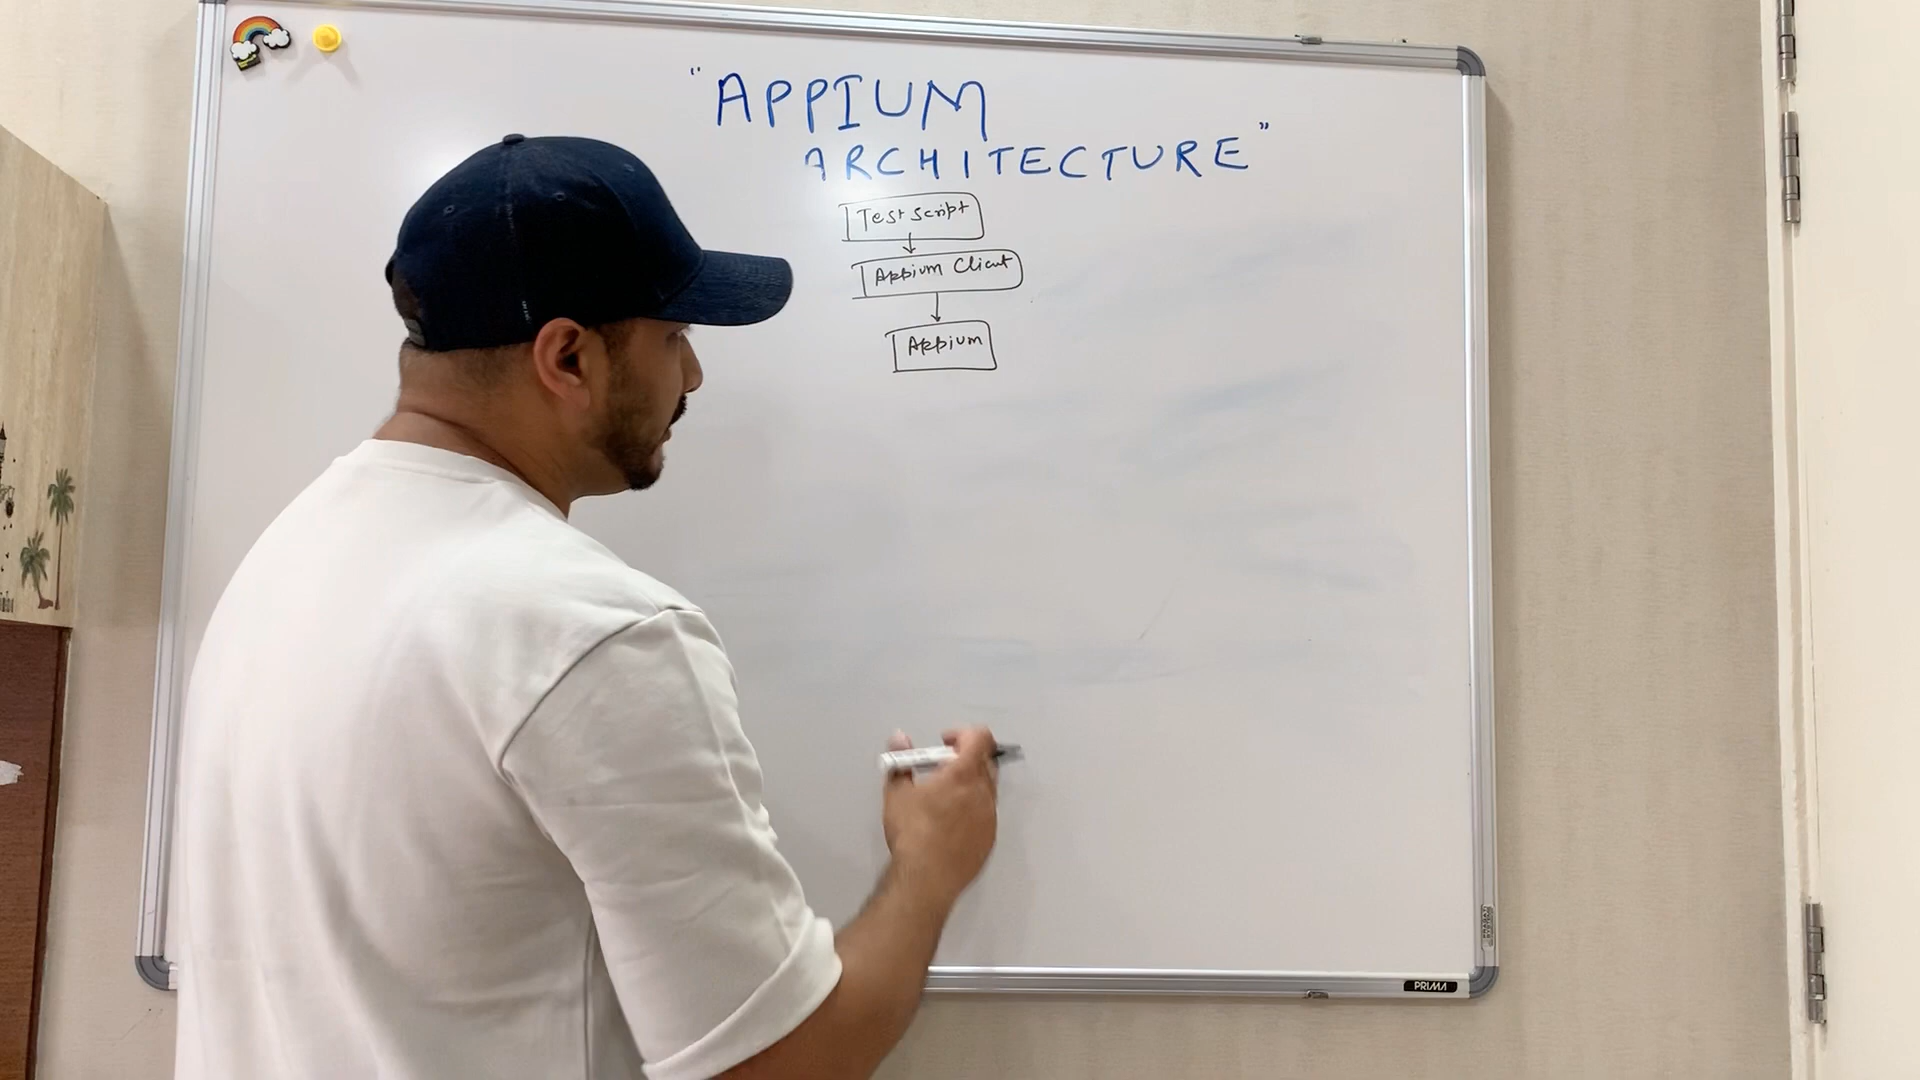 "APPIUM
ARCHITECTURE"
Test Script
Appium Client
Appium
PRIMA